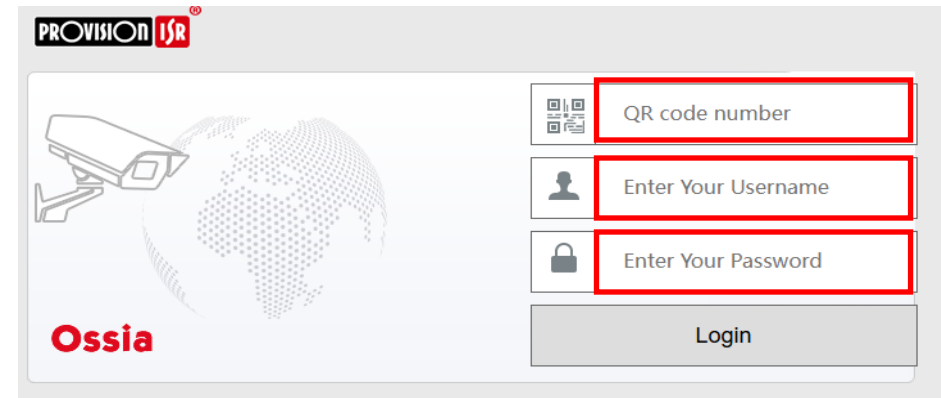 PROVISION ISR®
QR code number
Enter Your Username
Enter Your Password
Ossia
Login